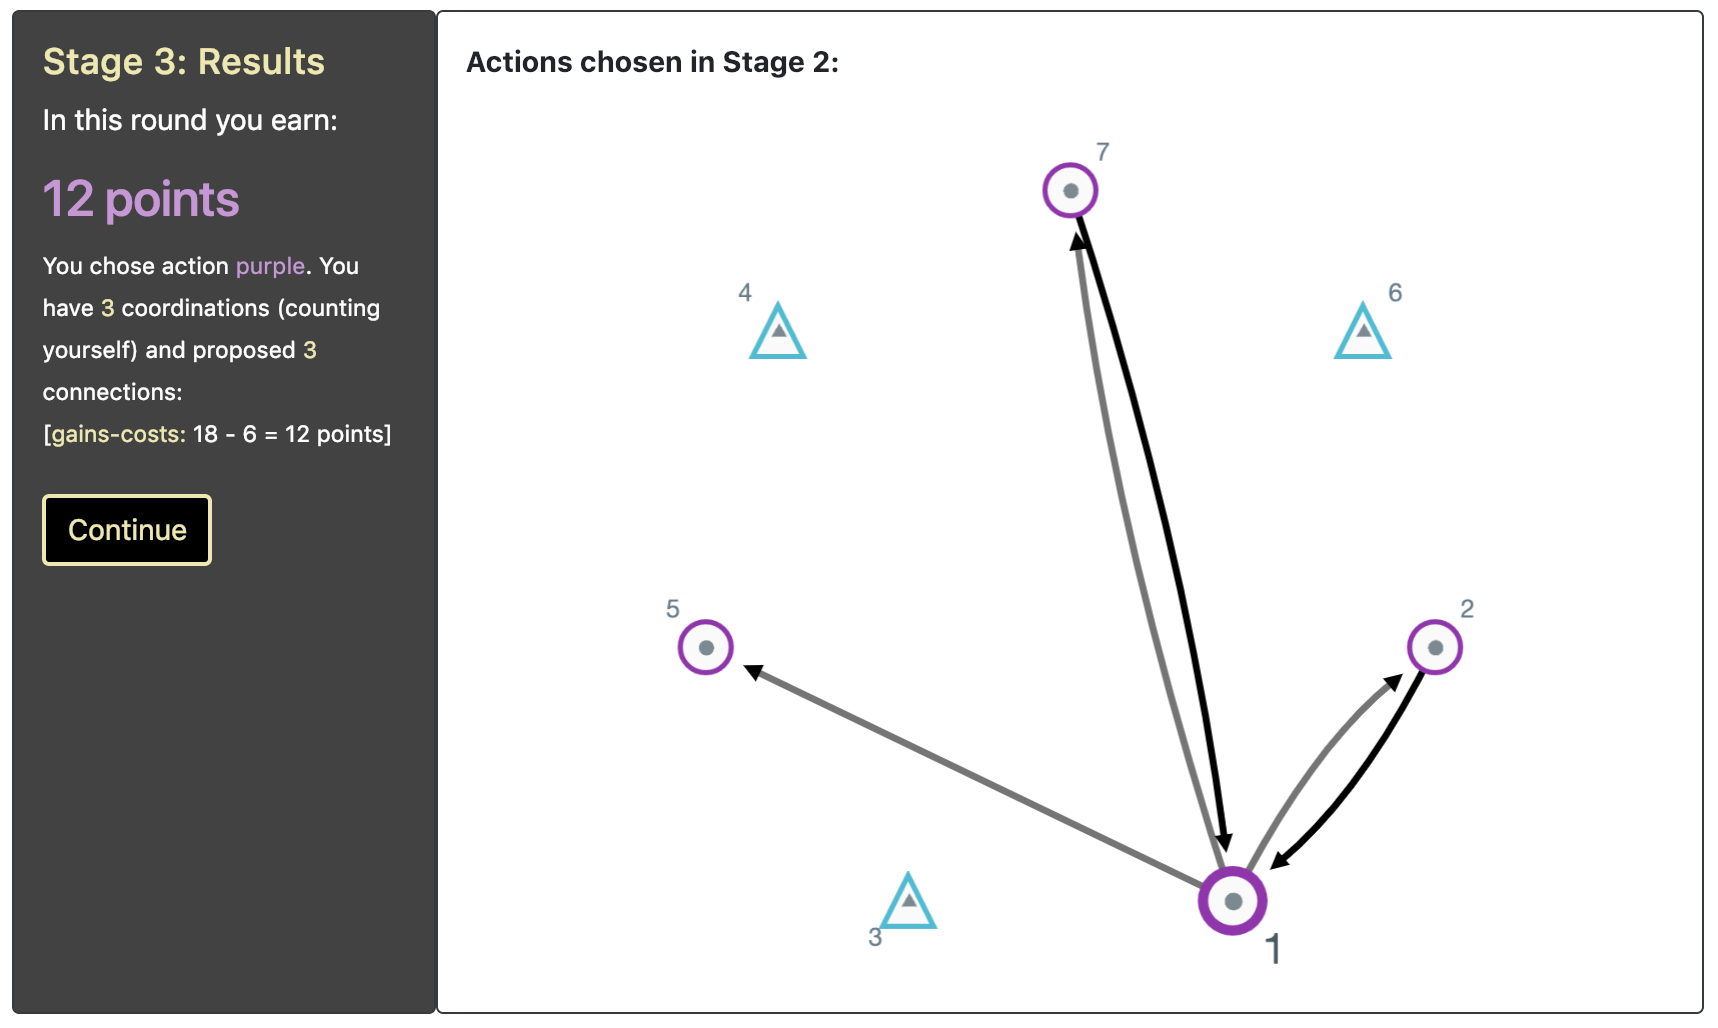 Stage 3: Results
In this round you earn:
12 points
You chose action purple. You
have 3 coordinations (counting
yourself) and proposed 3
connections:
[gains-costs: 18 - 6 = 12 points]
Continue
Actions chosen in Stage 2:
7
4
6
5
2
3
1